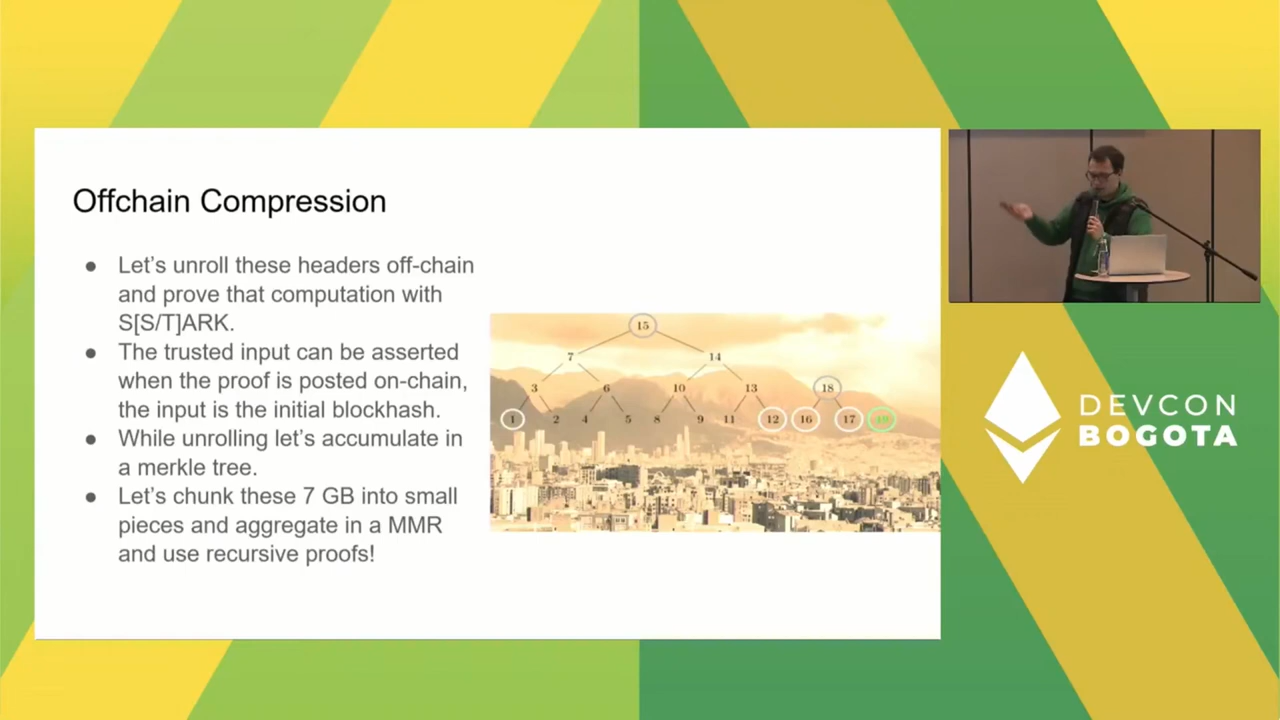 Offchain Compression
● Let's unroll these headers off-chain
and prove that computation with
S[S/T]ARK.
● The trusted input can be asserted
when the proof is posted on-chain,
the input is the initial blockhash.
● While unrolling let's accumulate in
a merkle tree.
● Let's chunk these 7 GB into small
pieces and aggregate in a MMR
and use recursive proofs!
15
7 14
3 6 10 13 18
1 2 4 5 8 9 11 12 16 17 19
DEVCON
BOGOTA